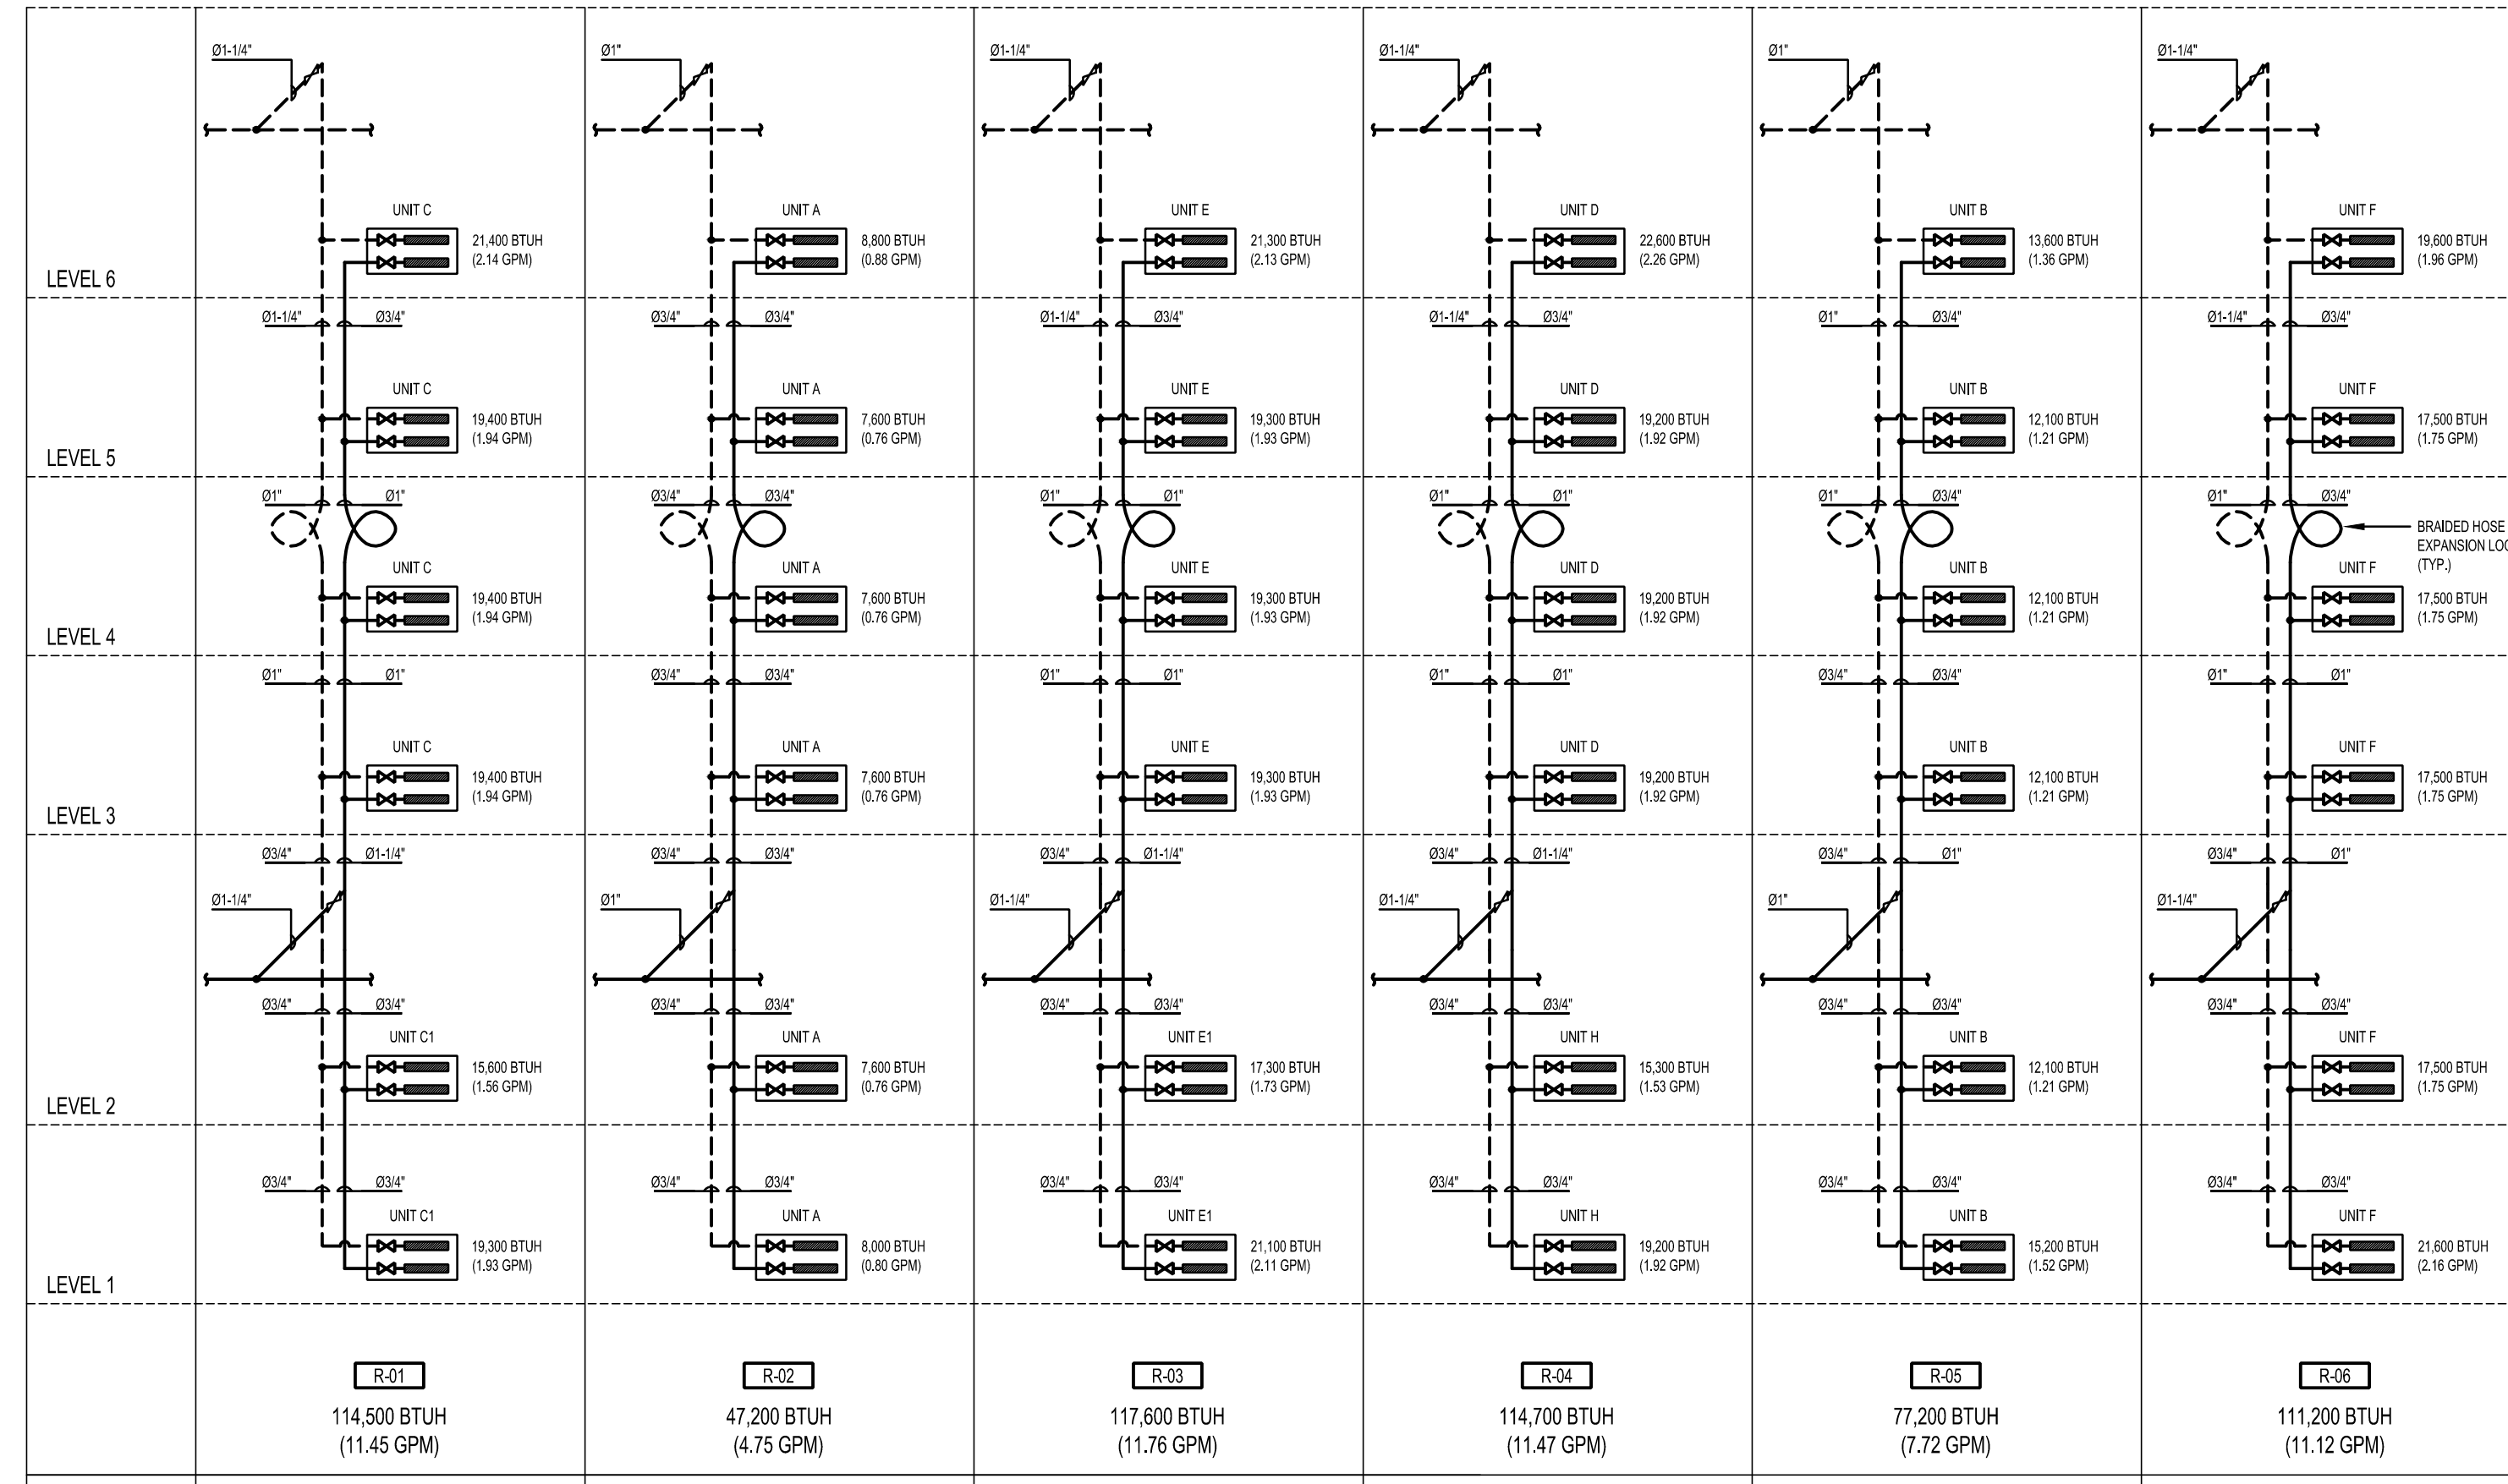 Ø1-1/4" Ø1" Ø1-1/4" Ø1-1/4" Ø1" Ø1-1/4"
UNIT C UNIT A UNIT E UNIT D UNIT B UNIT F
21,400 BTUH 8,800 BTUH 21,300 BTUH 22,600 BTUH 13,600 BTUH 19,600 BTUH
(2.14 GPM) (0.88 GPM) (2.13 GPM) (2.26 GPM) (1.36 GPM) (1.96 GPM)
LEVEL 6
Ø1-1/4" Ø3/4" Ø3/4" Ø3/4" Ø1-1/4" Ø3/4" Ø1-1/4" Ø3/4" Ø1" Ø3/4" Ø1-1/4" Ø3/4"
UNIT C UNIT A UNIT E UNIT D UNIT B UNIT F
19,400 BTUH 7,600 BTUH 19,300 BTUH 19,200 BTUH 12,100 BTUH 17,500 BTUH
(1.94 GPM) (0.76 GPM) (1.93 GPM) (1.92 GPM) (1.21 GPM) (1.75 GPM)
LEVEL 5
Ø1" Ø1" Ø3/4" Ø3/4" Ø1" Ø1" Ø1" Ø1" Ø1" Ø3/4" Ø1" Ø3/4"
BRAIDED HOSE
EXPANSION
(TYP.)
UNIT C UNIT A UNIT E UNIT D UNIT B UNIT F
19,400 BTUH 7,600 BTUH 19,300 BTUH 19,200 BTUH 12,100 BTUH 17,500 BTUH
(1.94 GPM) (0.76 GPM) (1.93 GPM) (1.92 GPM) (1.21 GPM) (1.75 GPM)
LEVEL 4
Ø1" Ø1" Ø3/4" Ø3/4" Ø1" Ø1" Ø1" Ø1" Ø3/4" Ø3/4" Ø1" Ø1"
UNIT C UNIT A UNIT E UNIT D UNIT B UNIT F
19,400 BTUH 7,600 BTUH 19,300 BTUH 19,200 BTUH 12,100 BTUH 17,500 BTUH
(1.94 GPM) (0.76 GPM) (1.93 GPM) (1.92 GPM) (1.21 GPM) (1.75 GPM)
LEVEL 3
Ø3/4" Ø1-1/4" Ø3/4" Ø3/4" Ø3/4" Ø1-1/4" Ø3/4" Ø1-1/4" Ø3/4" Ø1" Ø3/4" Ø1"
Ø1-1/4" Ø1" Ø1-1/4" Ø1-1/4" Ø1" Ø1-1/4"
Ø3/4" Ø3/4" Ø3/4" Ø3/4" Ø3/4" Ø3/4" Ø3/4" Ø3/4" Ø3/4" Ø3/4" Ø3/4" Ø3/4"
UNIT C1 UNIT A UNIT E1 UNIT H UNIT B UNIT F
15,600 BTUH 7,600 BTUH 17,300 BTUH 15,300 BTUH 12,100 BTUH 17,500 BTUH
(1.56 GPM) (0.76 GPM) (1.73 GPM) (1.53 GPM) (1.21 GPM) (1.75 GPM)
LEVEL 2
Ø3/4" Ø3/4" Ø3/4" Ø3/4" Ø3/4" Ø3/4" Ø3/4" Ø3/4" Ø3/4" Ø3/4" Ø3/4" Ø3/4"
UNIT C1 UNIT A UNIT E1 UNIT H UNIT B UNIT F
19,300 BTUH 8,000 BTUH 21,100 BTUH 19,200 BTUH 15,200 BTUH 21,600 BTUH
(1.93 GPM) (0.80 GPM) (2.11 GPM) (1.92 GPM) (1.52 GPM) (2.16 GPM)
LEVEL 1
R-01 R-02 R-03 R-04 R-05 R-06
114,500 BTUH 47,200 BTUH 117,600 BTUH 114,700 BTUH 77,200 BTUH 111,200 BTUH
(11.45 GPM) (4.75 GPM) (11.76 GPM) (11.47 GPM) (7.72 GPM) (11.12 GPM)